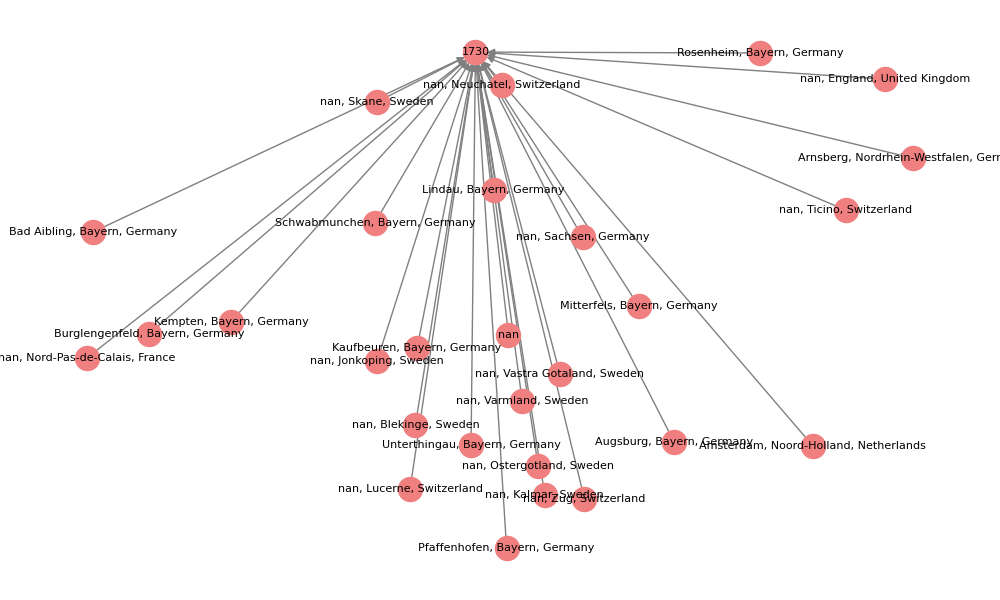 1730
Rosenheim, Bayern, Germany
nan, England, United Kingdom
nan, Neuchatel, Switzerland
nan, Skane, Sweden
Arnsberg, Nordrhein-Westfalen, Ger
Lindau, Bayern, Germany
nan, Ticino, Switzerland
Schwabmunchen, Bayern, Germany
Bad Aibling, Bayern, Germany
nan, Sachsen, Germany
Mitterfels, Bayern, Germany
Kempten, Bayern, Germany
Burglengenfeld, Bayern, Germany
nan
Kaufbeuren, Bayern, Germany
nan, Nord-Pas-de-Calais, France
nan, Jonkoping, Sweden
nan, Vastra Gotaland, Sweden
nan, Varmland, Sweden
nan, Blekinge, Sweden
Unterthingau, Bayern, Germany
Augsburg, Bayern, Germany
Amsterdam, Noord-Holland, Netherlands
nan, Ostergotland, Sweden
nan, Lucerne, Switzerland
nan, Kalmar, Sweden
nan, Zug, Switzerland
Pfaffenhofen, Bayern, Germany